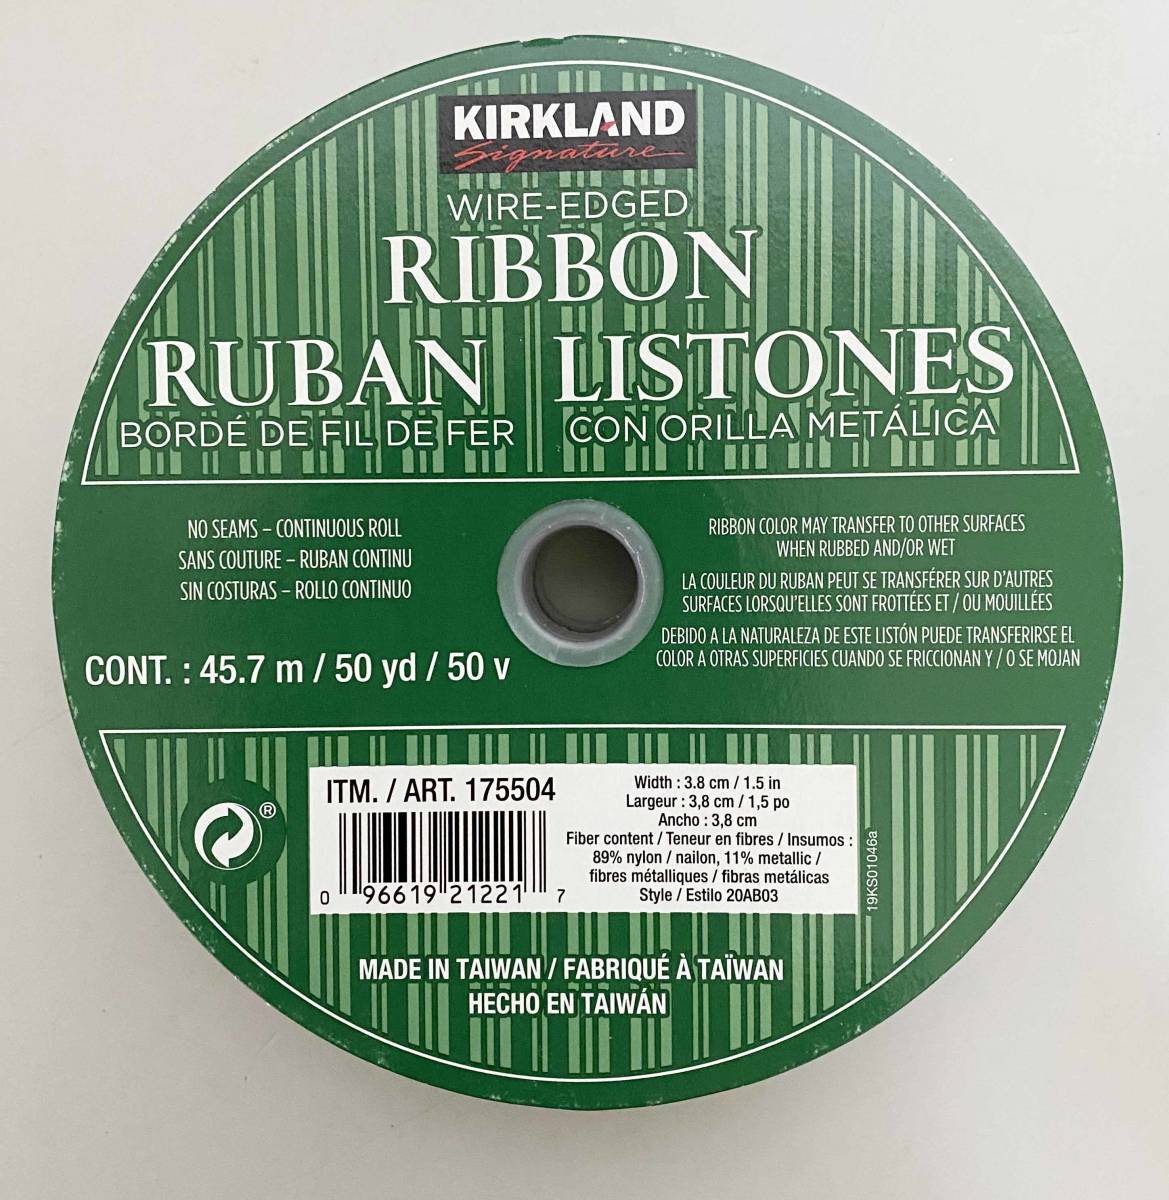 KIRKLAND
Signature
WIRE-EDGED
RIBBON
RUBAN
BORDÉ DE FIL DE FER
LISTONES
CON ORILLA METÁLICA
NO SEAMS – CONTINUOUS ROLL
SANS COUTURE – RUBAN CONTINU
SIN COSTURAS – ROLLO CONTINUO
CONT. : 45.7 m / 50 yd / 50 v
RIBBON COLOR MAY TRANSFER TO OTHER SURFACES
WHEN RUBBED AND/OR WET
LA COULEUR DU RUBAN PEUT SE TRANSFÉRER SUR D'AUTRES
SURFACES LORSQU'ELLES SONT FROTTÉES ET / OU MOUILLÉES
DEBIDO A LA NATURALEZA DE ESTE LISTÓN PUEDE TRANSFERIRSE EL
COLOR A OTRAS SUPERFICIES CUANDO SE FRICCIONAN Y / O SE MOJAN
®
ITM. / ART. 175504
0 96619 21221 7
Width : 3.8 cm / 1.5 in
Largeur : 3,8 cm / 1,5 po
Ancho : 3,8 cm
Fiber content / Teneur en fibres / Insumos :
89% nylon / nailon, 11% metallic /
fibres métalliques / fibras metálicas
Style / Estilo 20AB03
19KS01046a
MADE IN TAIWAN / FABRIQUÉ À TAÏWAN
HECHO EN TAIWÁN